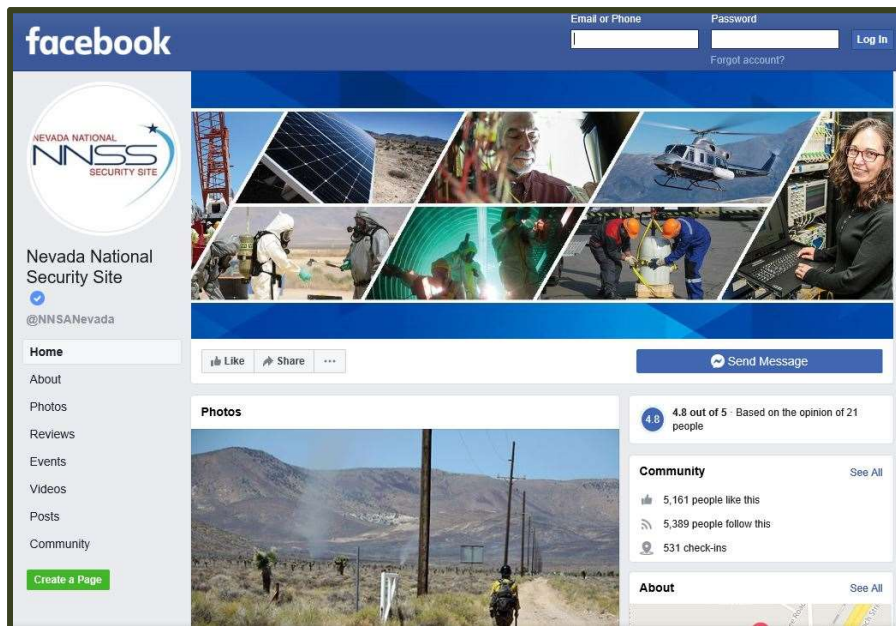 facebook
Email or Phone
Password
Log In
Forgot account?
NEVADA NATIONAL
NNSS
SECURITY SITE
Nevada National
Security Site
@NNSANevada
Home
About
Photos
Reviews
Events
Videos
Posts
Community
Create a Page
Like
Share
...
Send Message
Photos
4.8
4.8 out of 5 · Based on the opinion of 21
people
Community
See All
5,161 people like this
5,389 people follow this
531 check-ins
About
See All